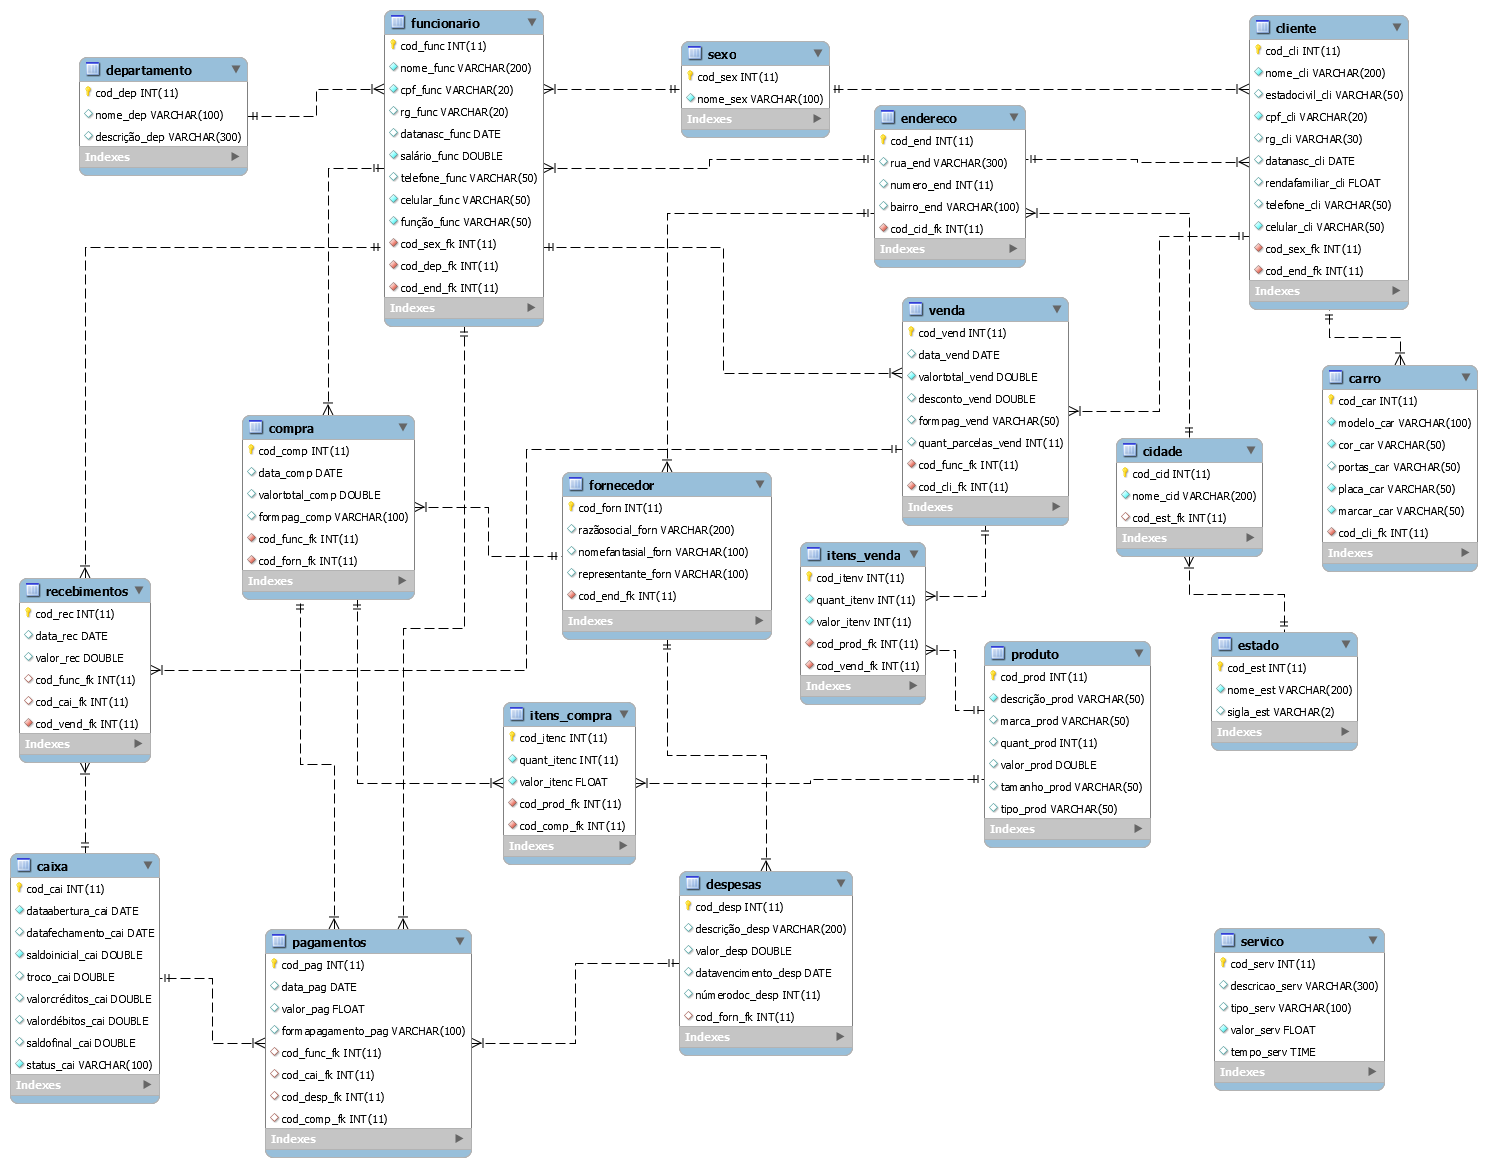 departamento
cod_dep INT(11)
nome_dep VARCHAR(100)
descrição_dep VARCHAR(300)
Indexes
funcionario
cod_func INT(11)
nome_func VARCHAR(200)
cpf_func VARCHAR(20)
rg_func VARCHAR(20)
datanasc_func DATE
salário_func DOUBLE
telefone_func VARCHAR(50)
celular_func VARCHAR(50)
função_func VARCHAR(50)
cod_sex_fk INT(11)
cod_dep_fk INT(11)
cod_end_fk INT(11)
Indexes
sexo
cod_sex INT(11)
nome_sex VARCHAR(100)
Indexes
endereco
cod_end INT(11)
rua_end VARCHAR(300)
numero_end INT(11)
bairro_end VARCHAR(100)
cod_cid_fk INT(11)
Indexes
cliente
cod_cli INT(11)
nome_cli VARCHAR(200)
estadocivil_cli VARCHAR(50)
cpf_cli VARCHAR(20)
rg_cli VARCHAR(30)
datanasc_cli DATE
rendafamiliar_cli FLOAT
telefone_cli VARCHAR(50)
celular_cli VARCHAR(50)
cod_sex_fk INT(11)
cod_end_fk INT(11)
Indexes
venda
cod_vend INT(11)
data_vend DATE
valortotal_vend DOUBLE
desconto_vend DOUBLE
formpag_vend VARCHAR(50)
quant_parcelas_vend INT(11)
cod_func_fk INT(11)
cod_cli_fk INT(11)
Indexes
carro
cod_car INT(11)
modelo_car VARCHAR(100)
cor_car VARCHAR(50)
portas_car VARCHAR(50)
placa_car VARCHAR(50)
marcar_car VARCHAR(50)
cod_cli_fk INT(11)
Indexes
compra
cod_comp INT(11)
data_comp DATE
valortotal_comp DOUBLE
formpag_comp VARCHAR(100)
cod_func_fk INT(11)
cod_forn_fk INT(11)
Indexes
cidade
cod_cid INT(11)
nome_cid VARCHAR(200)
cod_est_fk INT(11)
Indexes
fornecedor
cod_forn INT(11)
razãosocial_forn VARCHAR(200)
nomefantasial_forn VARCHAR(100)
representante_forn VARCHAR(100)
cod_end_fk INT(11)
Indexes
itens_venda
cod_itenv INT(11)
quant_itenv INT(11)
valor_itenv INT(11)
cod_prod_fk INT(11)
cod_vend_fk INT(11)
Indexes
recebimentos
cod_rec INT(11)
data_rec DATE
valor_rec DOUBLE
cod_func_fk INT(11)
cod_cai_fk INT(11)
cod_vend_fk INT(11)
Indexes
produto
cod_prod INT(11)
descrição_prod VARCHAR(50)
marca_prod VARCHAR(50)
quant_prod INT(11)
valor_prod DOUBLE
tamanho_prod VARCHAR(50)
tipo_prod VARCHAR(50)
Indexes
estado
cod_est INT(11)
nome_est VARCHAR(200)
sigla_est VARCHAR(2)
Indexes
itens_compra
cod_itenc INT(11)
quant_itenc INT(11)
valor_itenc FLOAT
cod_prod_fk INT(11)
cod_comp_fk INT(11)
Indexes
caixa
cod_cai INT(11)
dataabertura_cai DATE
datafechamento_cai DATE
saldoinicial_cai DOUBLE
troco_cai DOUBLE
valorcréditos_cai DOUBLE
valordébitos_cai DOUBLE
saldofinal_cai DOUBLE
status_cai VARCHAR(100)
Indexes
pagamentos
cod_pag INT(11)
data_pag DATE
valor_pag FLOAT
formapagamento_pag VARCHAR(100)
cod_func_fk INT(11)
cod_cai_fk INT(11)
cod_desp_fk INT(11)
cod_comp_fk INT(11)
Indexes
despesas
cod_desp INT(11)
descrição_desp VARCHAR(200)
valor_desp DOUBLE
datavencimento_desp DATE
númerodoc_desp INT(11)
cod_forn_fk INT(11)
Indexes
servico
cod_serv INT(11)
descricao_serv VARCHAR(300)
tipo_serv VARCHAR(100)
valor_serv FLOAT
tempo_serv TIME
Indexes